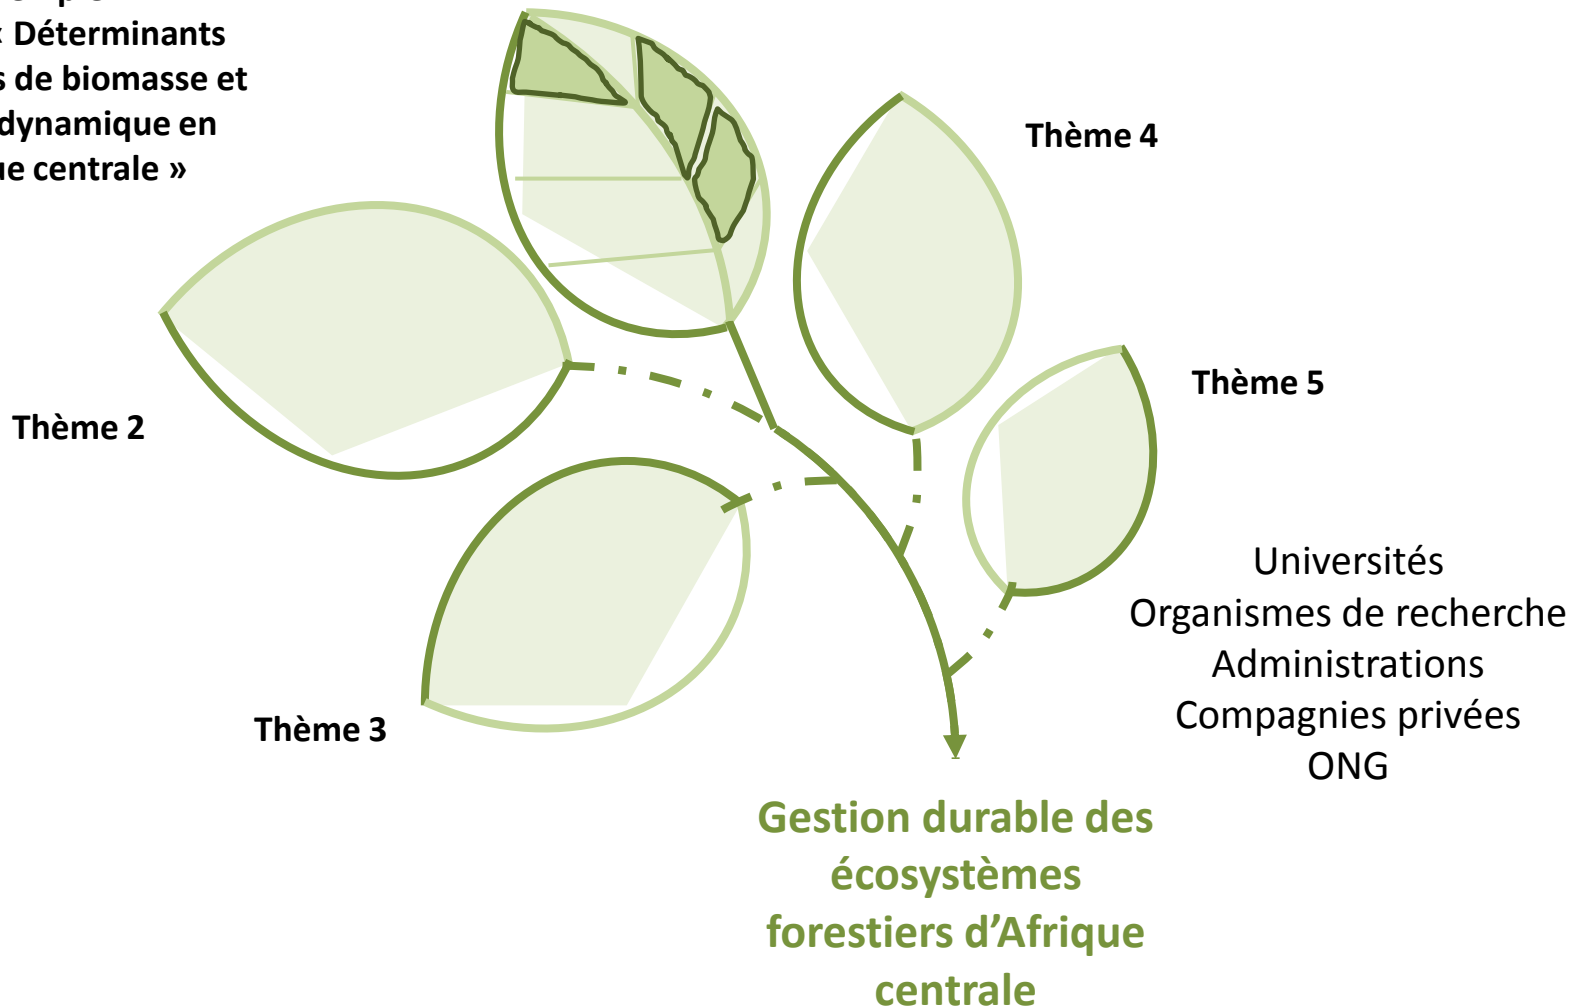 « Déterminants
de biomasse et
dynamique en
centrale »
Thème 4
Thème 5
Thème 2
Universités
Organismes de recherche
Administrations
Compagnies privées
ONG
Thème 3
Gestion durable des
écosystèmes
forestiers d’Afrique
centrale